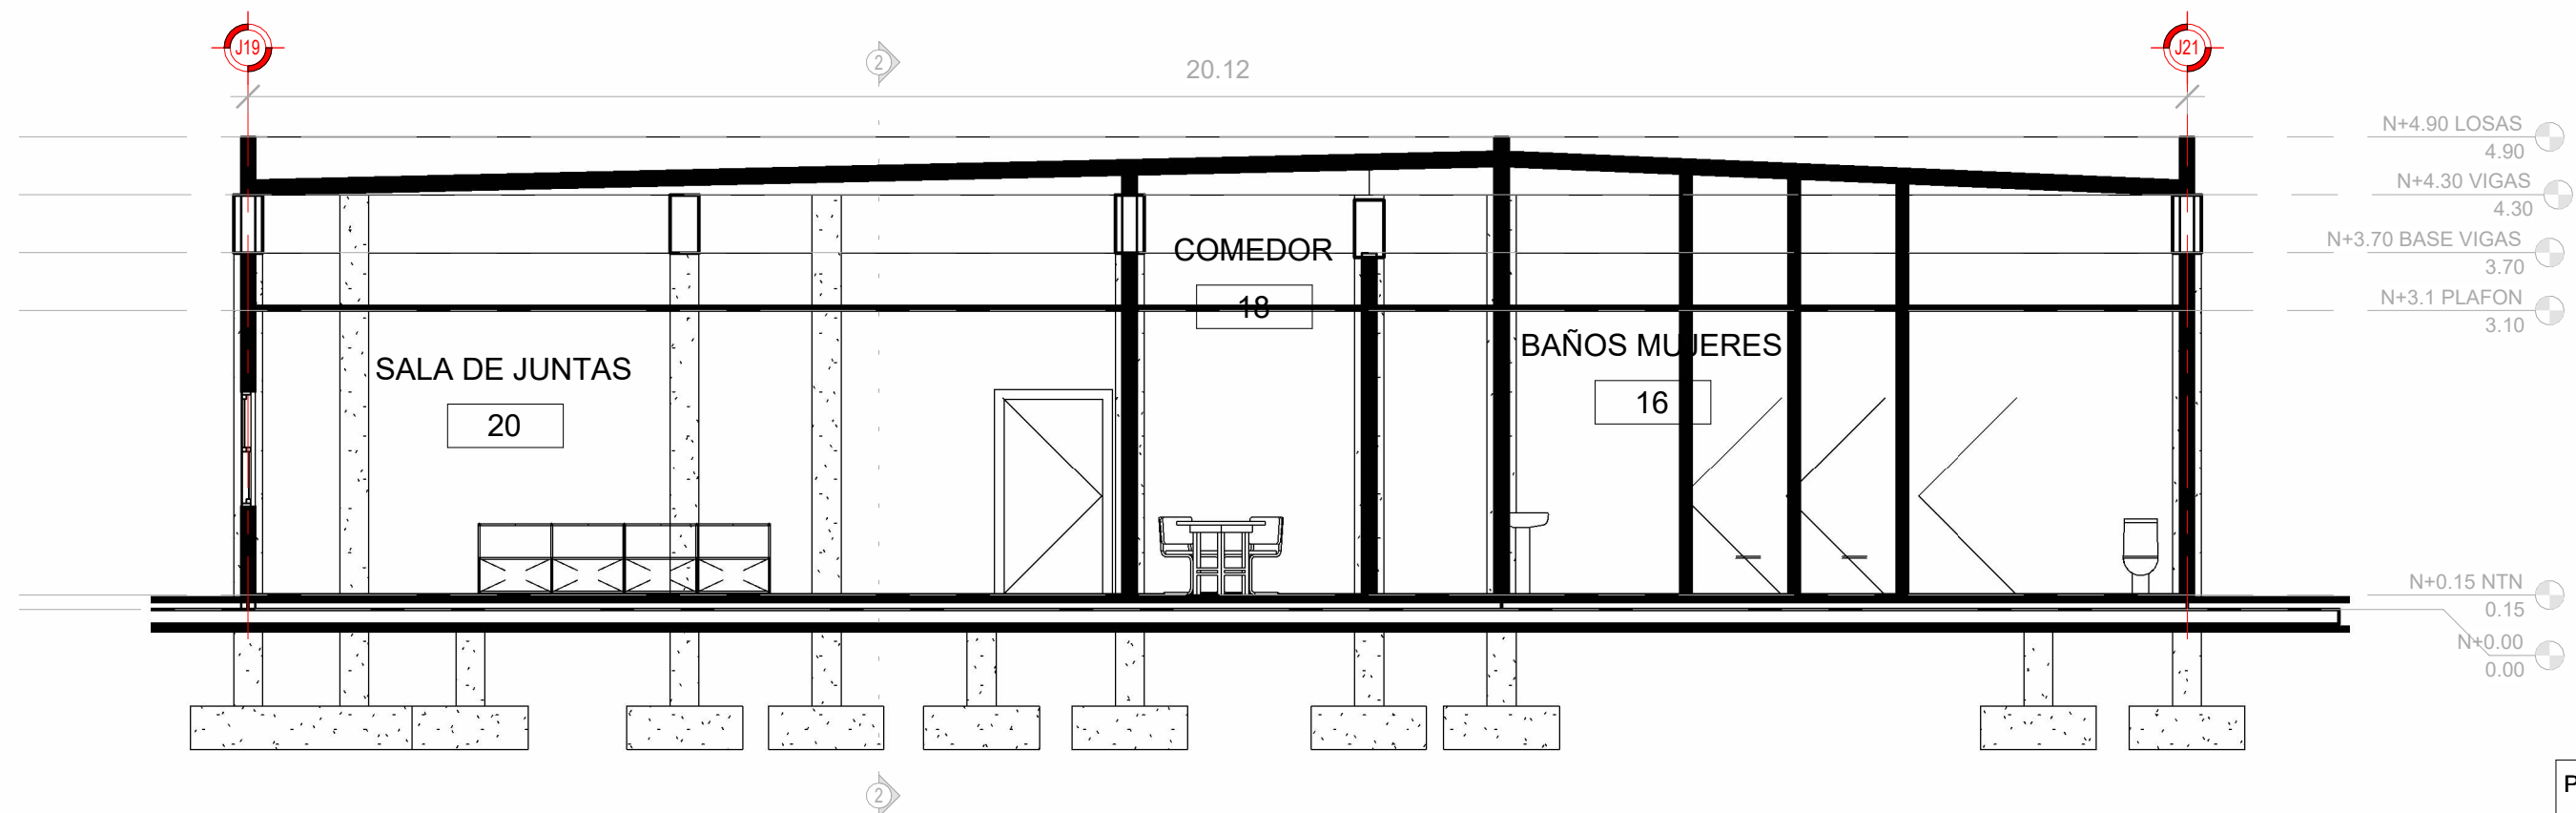 J19
J21
2
20.12
N+4.90 LOSAS
4.90
N+4.30 VIGAS
4.30
N+3.70 BASE VIGAS
3.70
N+3.1 PLAFON
3.10
COMEDOR
18
BAÑOS MUJERES
16
SALA DE JUNTAS
20
N+0.15 NTN
0.15
N+0.00
0.00
2
P